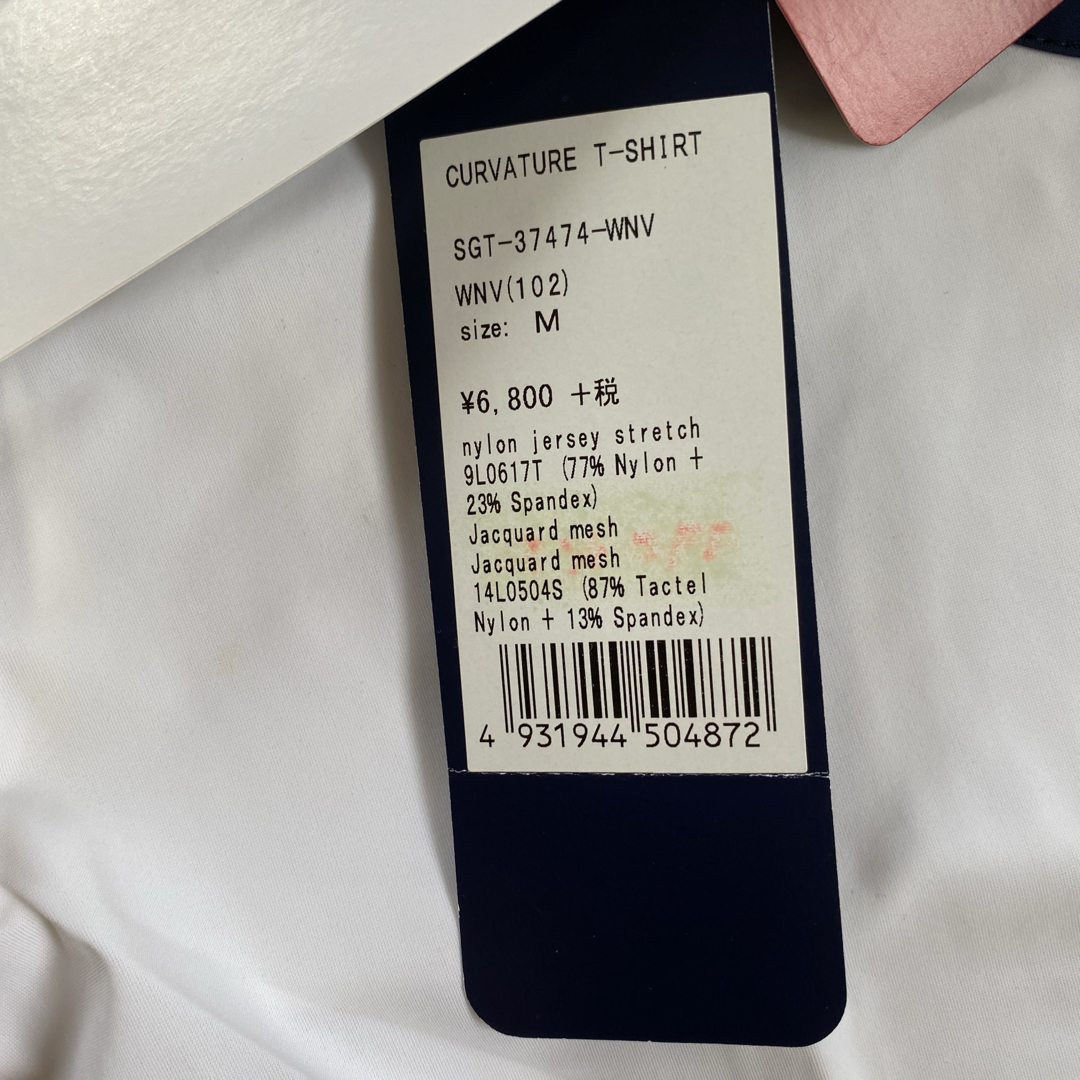 CURVATURE T-SHIRT
SGT-37474-WNV
WNV(102)
size: M
¥6,800 +税
nylon jersey stretch
9L0617T (77% Nylon +
23% Spandex)
Jacquard mesh
Jacquard mesh
14L0504S (87% Tactel
Nylon + 13% Spandex)
4 931944 504872